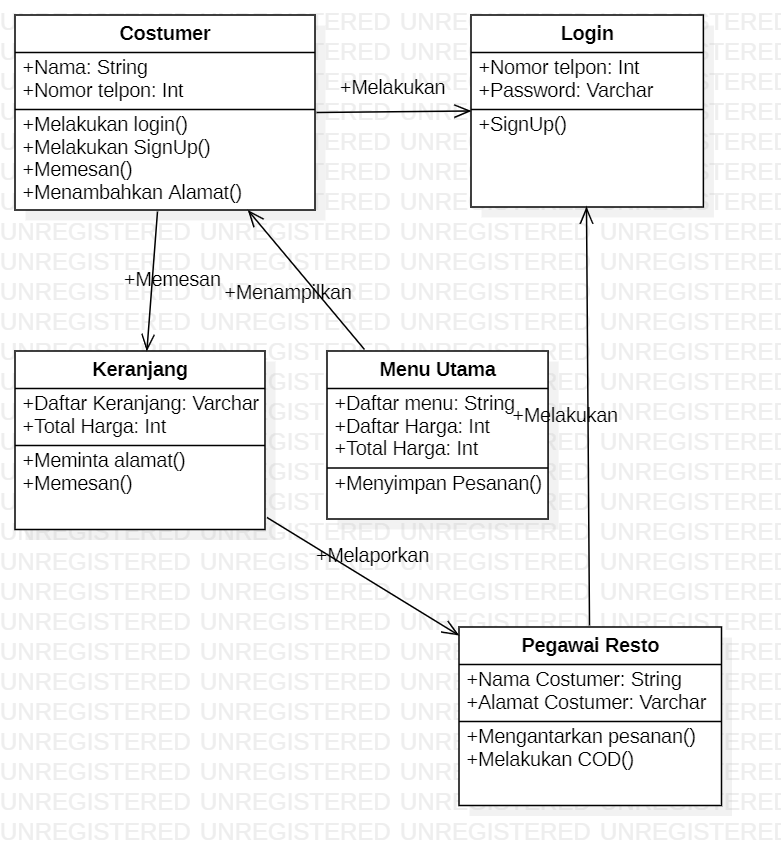 Costumer
+Nama: String
+Nomor telpon: Int
+Melakukan login()
+Melakukan SignUp()
+Memesan()
+Menambahkan Alamat()
+Melakukan
Login
+Nomor telpon: Int
+Password: Varchar
+SignUp()
+Memesan
+Menampilkan
Keranjang
+Daftar Keranjang: Varchar
+Total Harga: Int
+Meminta alamat()
+Memesan()
Menu Utama
+Daftar menu: String
+Daftar Harga: Int
+Total Harga: Int
+Menyimpan Pesanan()
+Melakukan
+Melaporkan
Pegawai Resto
+Nama Costumer: String
+Alamat Costumer: Varchar
+Mengantarkan pesanan()
+Melakukan COD()
UNREGISTERED